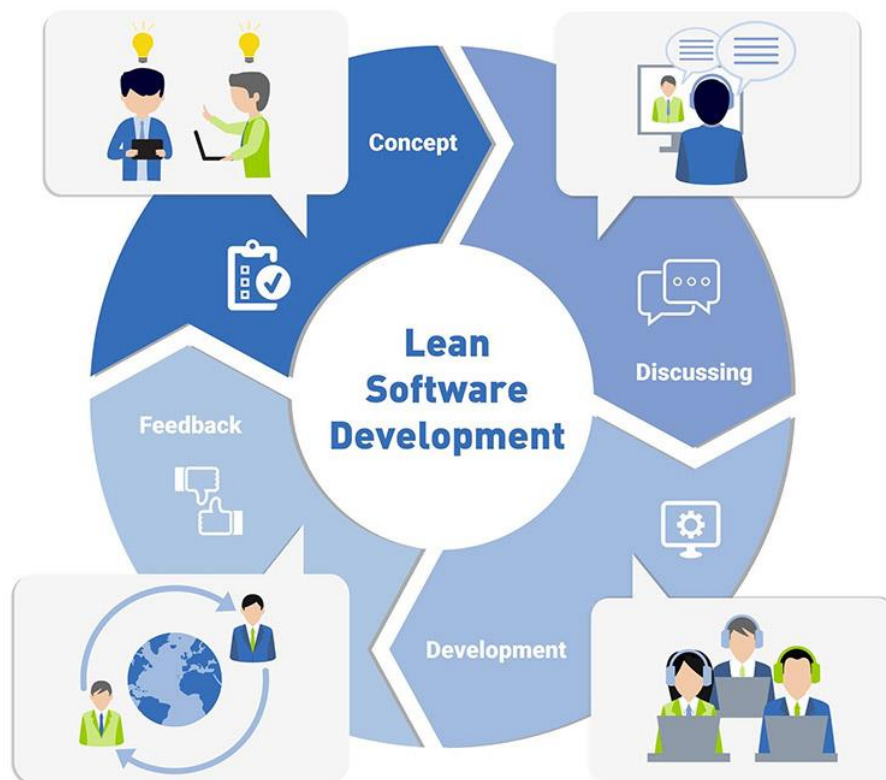 Concept
Discussing
Lean
Software
Development
Feedback
Development